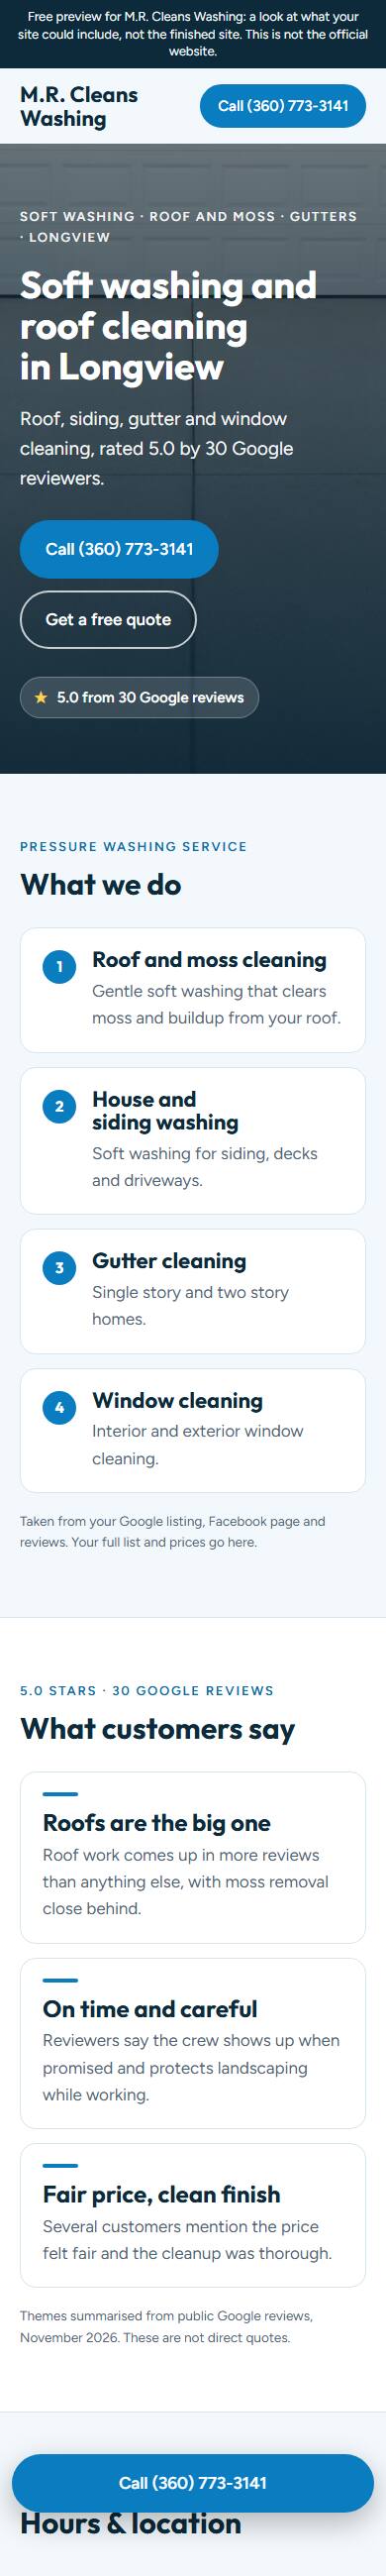 Free preview for M.R. Cleans Washing: a look at what your
site could include, not the finished site. This is not the official
website.
M.R. Cleans
Washing
Call (360) 773-3141
SOFT WASHING · ROOF AND MOSS · GUTTERS
· LONGVIEW
Soft washing and
roof cleaning
in Longview
Roof, siding, gutter and window
cleaning, rated 5.0 by 30 Google
reviewers.
Call (360) 773-3141
Get a free quote
★ 5.0 from 30 Google reviews
PRESSURE WASHING SERVICE
What we do
1
Roof and moss cleaning
Gentle soft washing that clears
moss and buildup from your roof.
2
House and
siding washing
Soft washing for siding, decks
and driveways.
3
Gutter cleaning
Single story and two story
homes.
4
Window cleaning
Interior and exterior window
cleaning.
Taken from your Google listing, Facebook page and
reviews. Your full list and prices go here.
5.0 STARS · 30 GOOGLE REVIEWS
What customers say
Roofs are the big one
Roof work comes up in more reviews
than anything else, with moss removal
close behind.
On time and careful
Reviewers say the crew shows up when
promised and protects landscaping
while working.
Fair price, clean finish
Several customers mention the price
felt fair and the cleanup was thorough.
Themes summarised from public Google reviews,
November 2026. These are not direct quotes.
Call (360) 773-3141
Hours & location